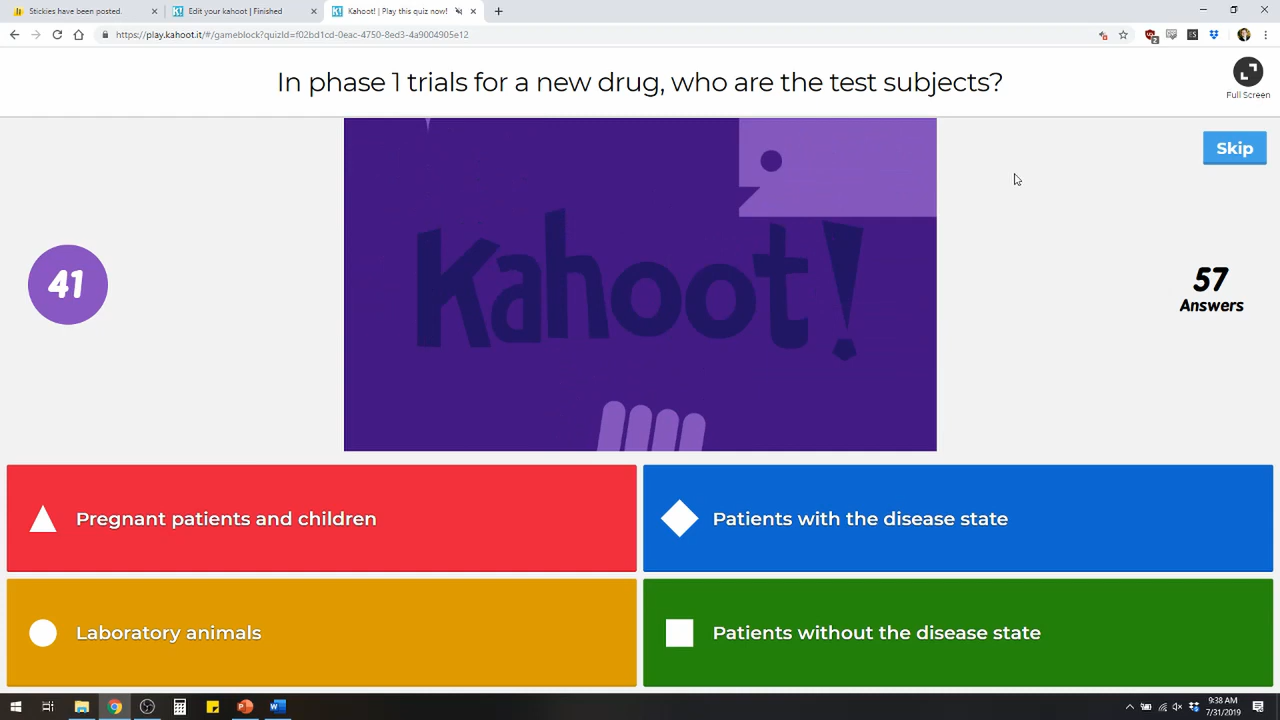 Stickies have been posted.
Edit your kahoot | Finished
Kahoot! | Play this quiz now!
https://play.kahoot.it/#/gameblock?quizId=f02bd1cd-0eac-4750-8ed3-4a9004905e12
In phase 1 trials for a new drug, who are the test subjects?
Full Screen
Skip
Kahoot!
41
57
Answers
Pregnant patients and children
Patients with the disease state
Laboratory animals
Patients without the disease state
9:38 AM
7/31/2019